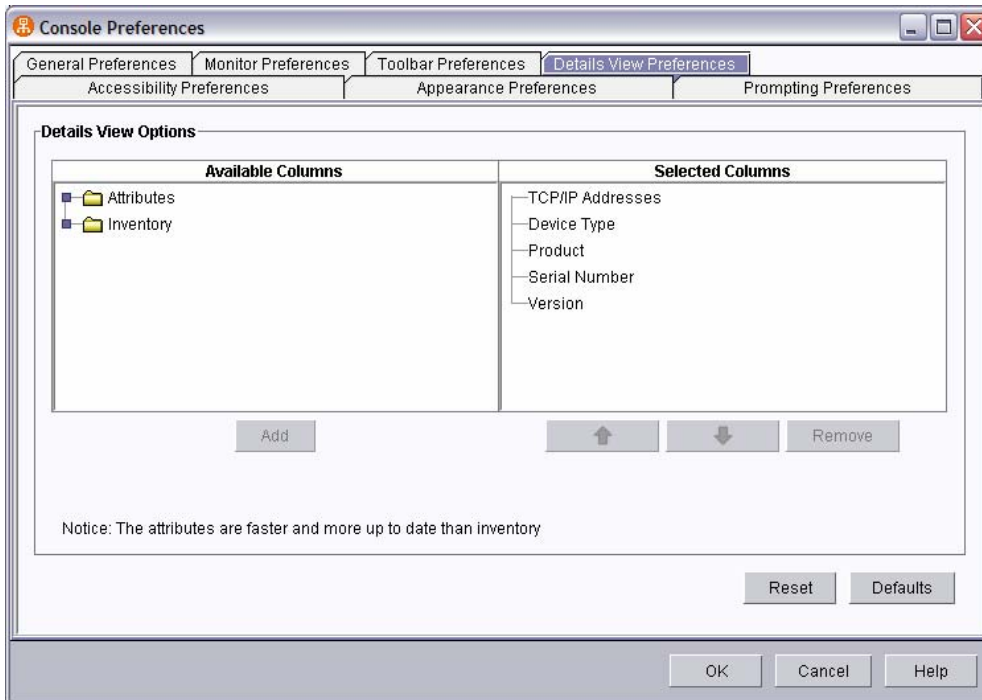 Console Preferences
General Preferences
Monitor Preferences
Toolbar Preferences
Details View Preferences
Accessibility Preferences
Appearance Preferences
Prompting Preferences
Details View Options
Available Columns
Selected Columns
Attributes
Inventory
TCP/IP Addresses
Device Type
Product
Serial Number
Version
Add
Remove
Notice: The attributes are faster and more up to date than inventory
Reset
Defaults
OK
Cancel
Help